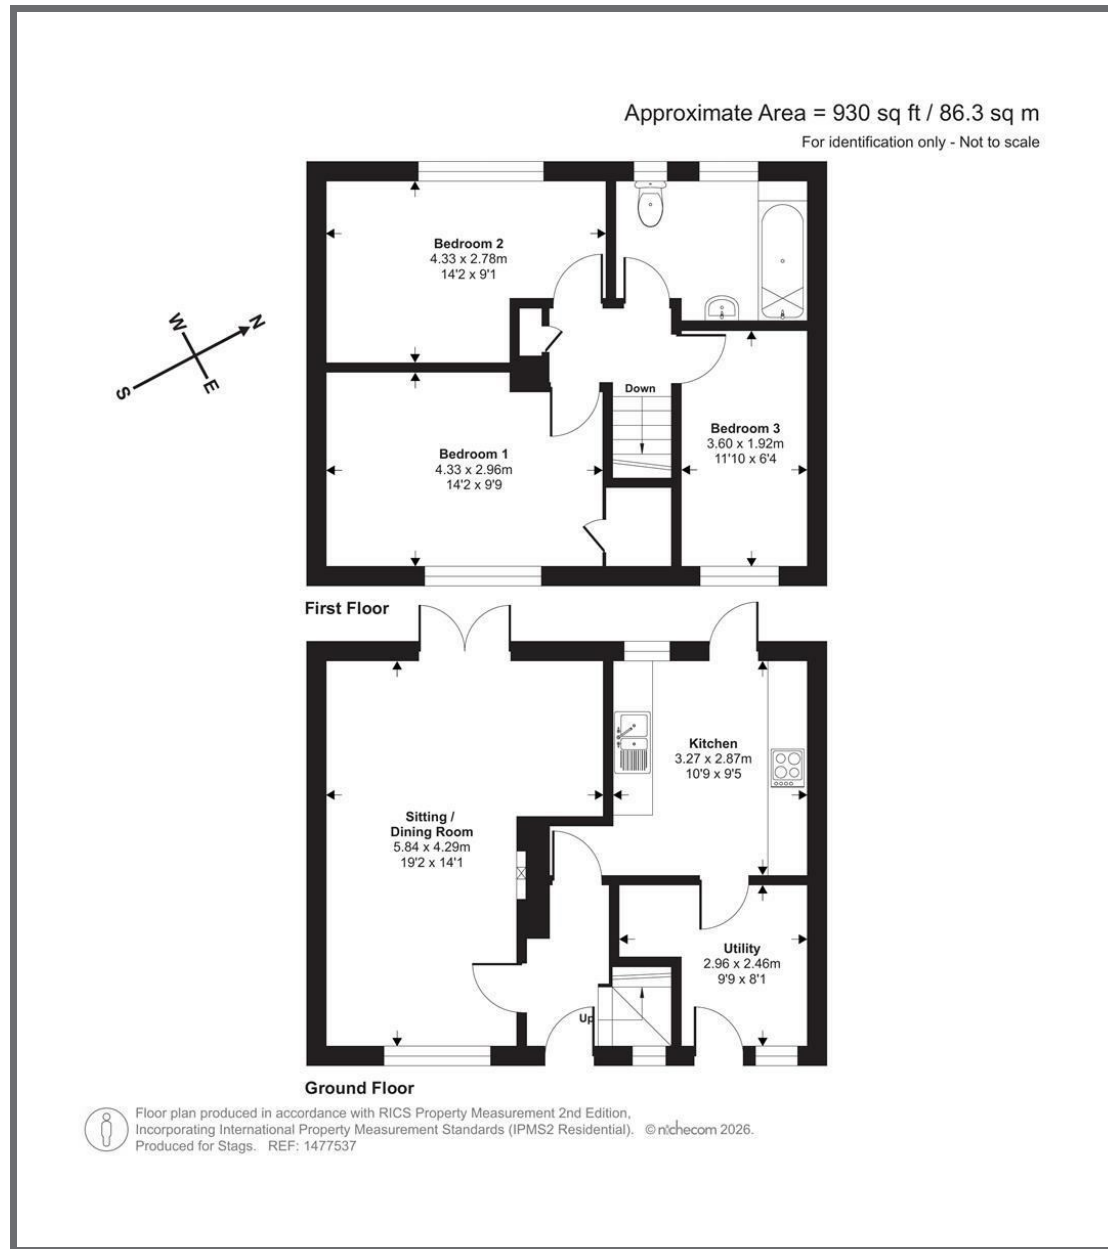 Approximate Area = 930 sq ft / 86.3 sq m
For identification only - Not to scale
Bedroom 2
4.33 x 2.78m
14'2 x 9'1
W
N
S
E
Down
Bedroom 1
4.33 x 2.96m
14'2 x 9'9
Bedroom 3
3.60 x 1.92m
11'10 x 6'4
First Floor
Kitchen
3.27 x 2.87m
10'9 x 9'5
Sitting /
Dining Room
5.84 x 4.29m
19'2 x 14'1
Utility
2.96 x 2.46m
9'9 x 8'1
Up
Ground Floor
Floor plan produced in accordance with RICS Property Measurement 2nd Edition,
Incorporating International Property Measurement Standards (IPMS2 Residential). © nichecom 2026.
Produced for Stags. REF: 1477537